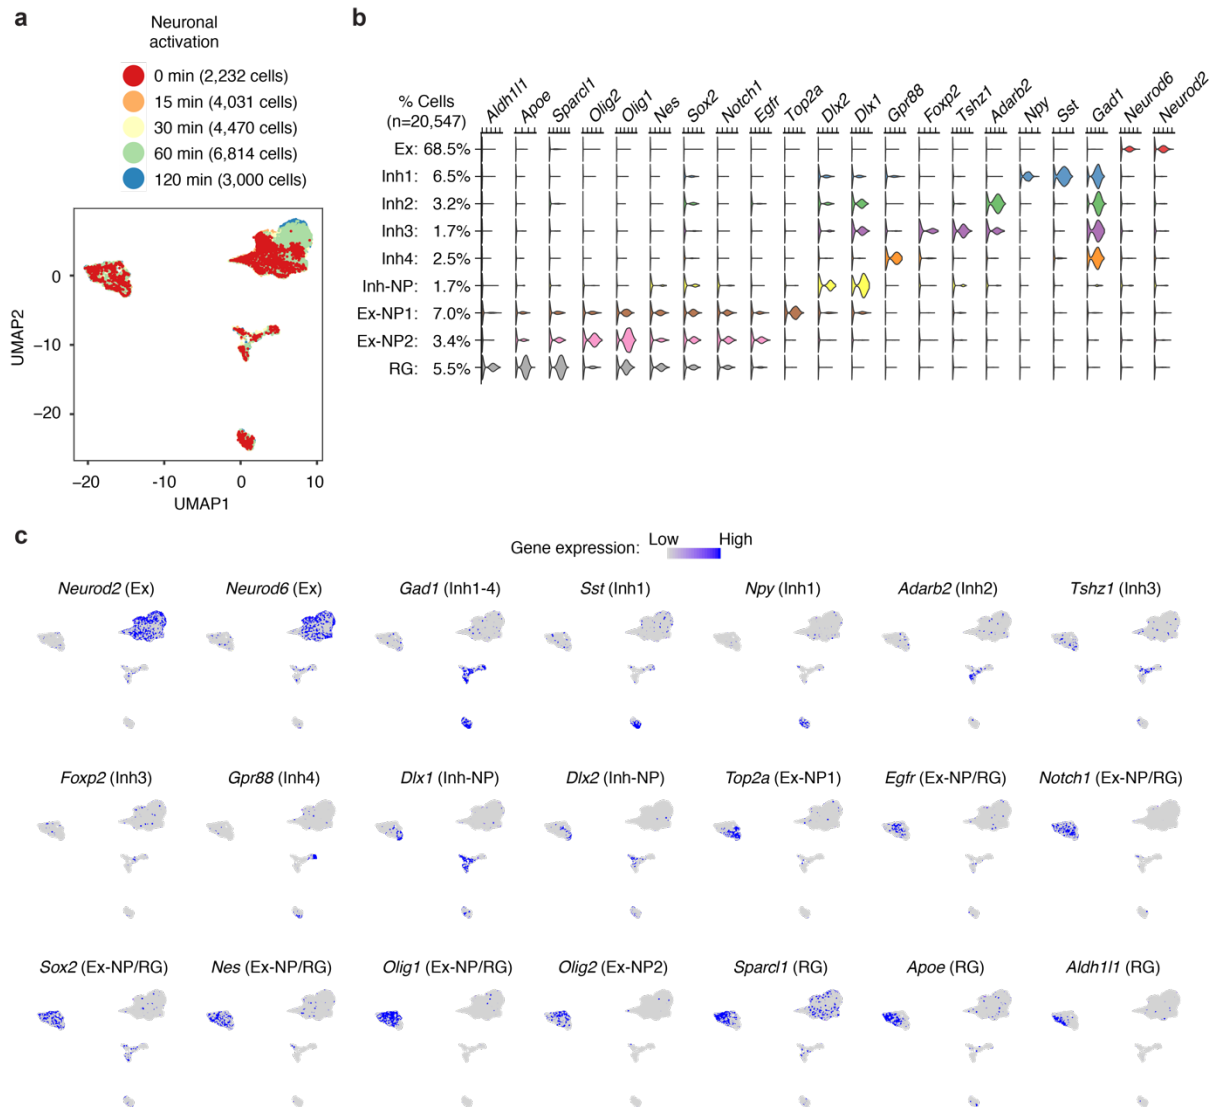 a
Neuronal
activation
0 min (2,232 cells)
15 min (4,031 cells)
30 min (4,470 cells)
60 min (6,814 cells)
120 min (3,000 cells)
UMAP2
0
−10
−20
−20
-10
0
10
UMAP1
b
% Cells
(n=20,547)
Aldh1l1
Apoe
Sparcl1
Olig2
Olig1
Nes
Sox2
Notch1
Egfr
Top2a
Dlx2
Dlx1
Gpr88
Foxp2
Tshz1
Adarb2
Npy
Sst
Gad1
Neurod6
Neurod2
Ex: 68.5%
Inh1: 6.5%
Inh2: 3.2%
Inh3: 1.7%
Inh4: 2.5%
Inh-NP: 1.7%
Ex-NP1: 7.0%
Ex-NP2: 3.4%
RG: 5.5%
c
Gene expression: Low High
Neurod2 (Ex) Neurod6 (Ex) Gad1 (Inh1-4) Sst (Inh1) Npy (Inh1) Adarb2 (Inh2) Tshz1 (Inh3)
Foxp2 (Inh3) Gpr88 (Inh4) Dlx1 (Inh-NP) Dlx2 (Inh-NP) Top2a (Ex-NP1) Egfr (Ex-NP/RG) Notch1 (Ex-NP/RG)
Sox2 (Ex-NP/RG) Nes (Ex-NP/RG) Olig1 (Ex-NP/RG) Olig2 (Ex-NP2) Sparcl1 (RG) Apoe (RG) Aldh1l1 (RG)